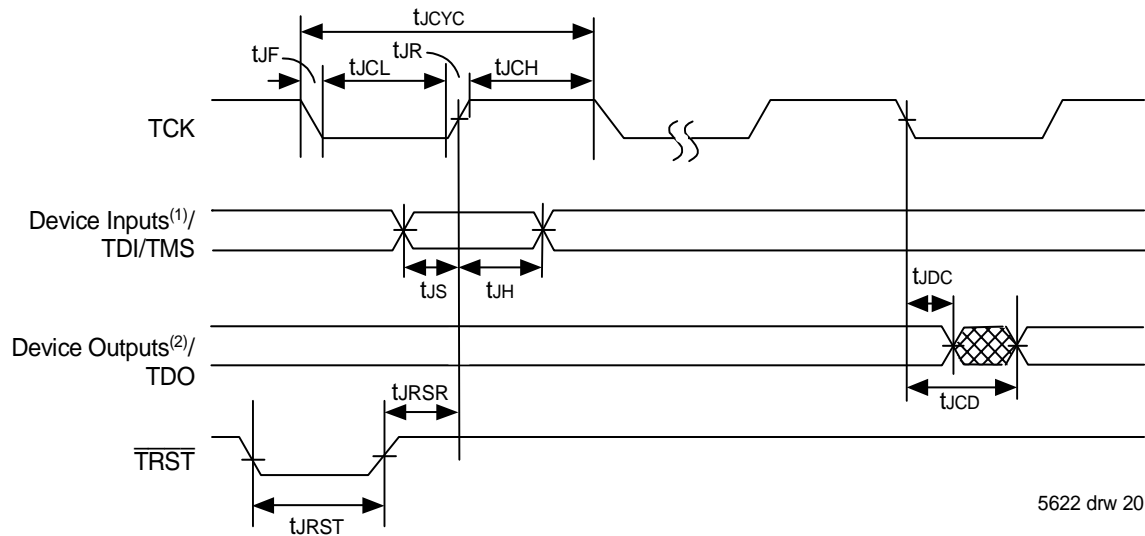 tJCYC
tJF
tJR
tJCL
tJCH
TCK
Device Inputs(1)/
TDI/TMS
tJS
tJH
tJDC
Device Outputs(2)/
TDO
tJRSR
tJCD
TRST
tJRST
5622 drw 20